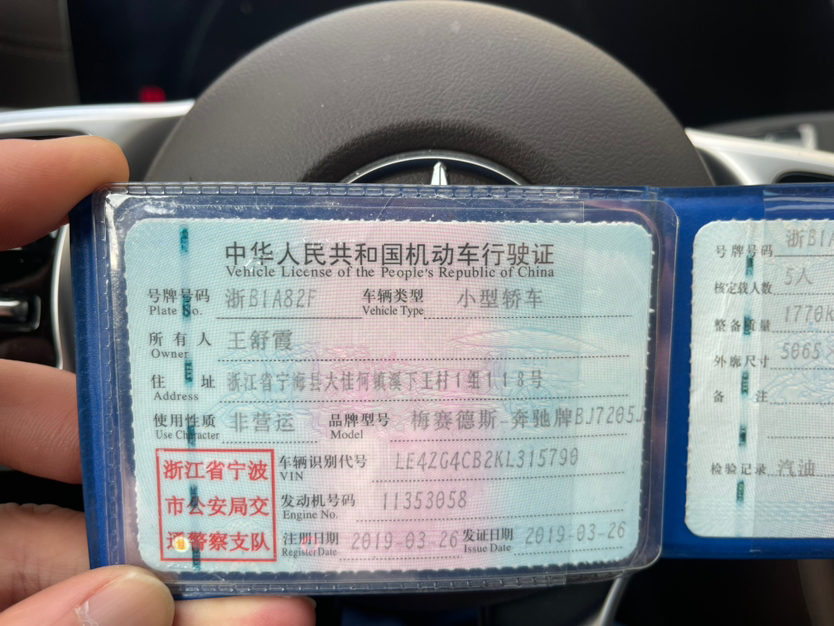 中华人民共和国机动车行驶证
Vehicle License of the People's Republic of China
号牌号码 浙B1A82F 车辆类型 小型轿车
Plate No. Vehicle Type
所有人 王舒霞
Owner
住址 浙江省宁海县大佳何镇溪下王村1组118号
Address
使用性质 非营运 品牌型号 梅赛德斯-奔驰牌BJ7205J
Use Character Model
浙江省宁波
市公安局交
通警察支队
车辆识别代号 LE4ZG4CB2KL315790
VIN
发动机号码 11353058
Engine No.
注册日期 2019-03-26 发证日期 2019-03-26
Register Date Issue Date
号牌号码 浙B1A
核定载人数 5人
整备质量 1770K
外廓尺寸 5065
备注
检验记录 汽油